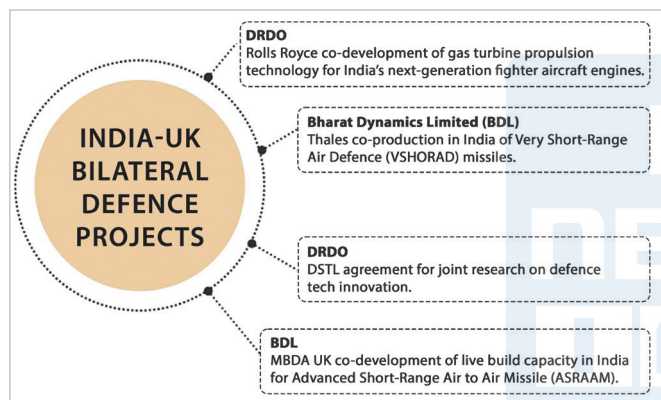 INDIA-UK
BILATERAL
DEFENCE
PROJECTS
DRDO
Rolls Royce co-development of gas turbine propulsion
technology for India's next-generation fighter aircraft engines.
Bharat Dynamics Limited (BDL)
Thales co-production in India of Very Short-Range
Air Defence (VSHORAD) missiles.
DRDO
DSTL agreement for joint research on defence
tech innovation.
BDL
MBDA UK co-development of live build capacity in India
for Advanced Short-Range Air to Air Missile (ASRAAM).